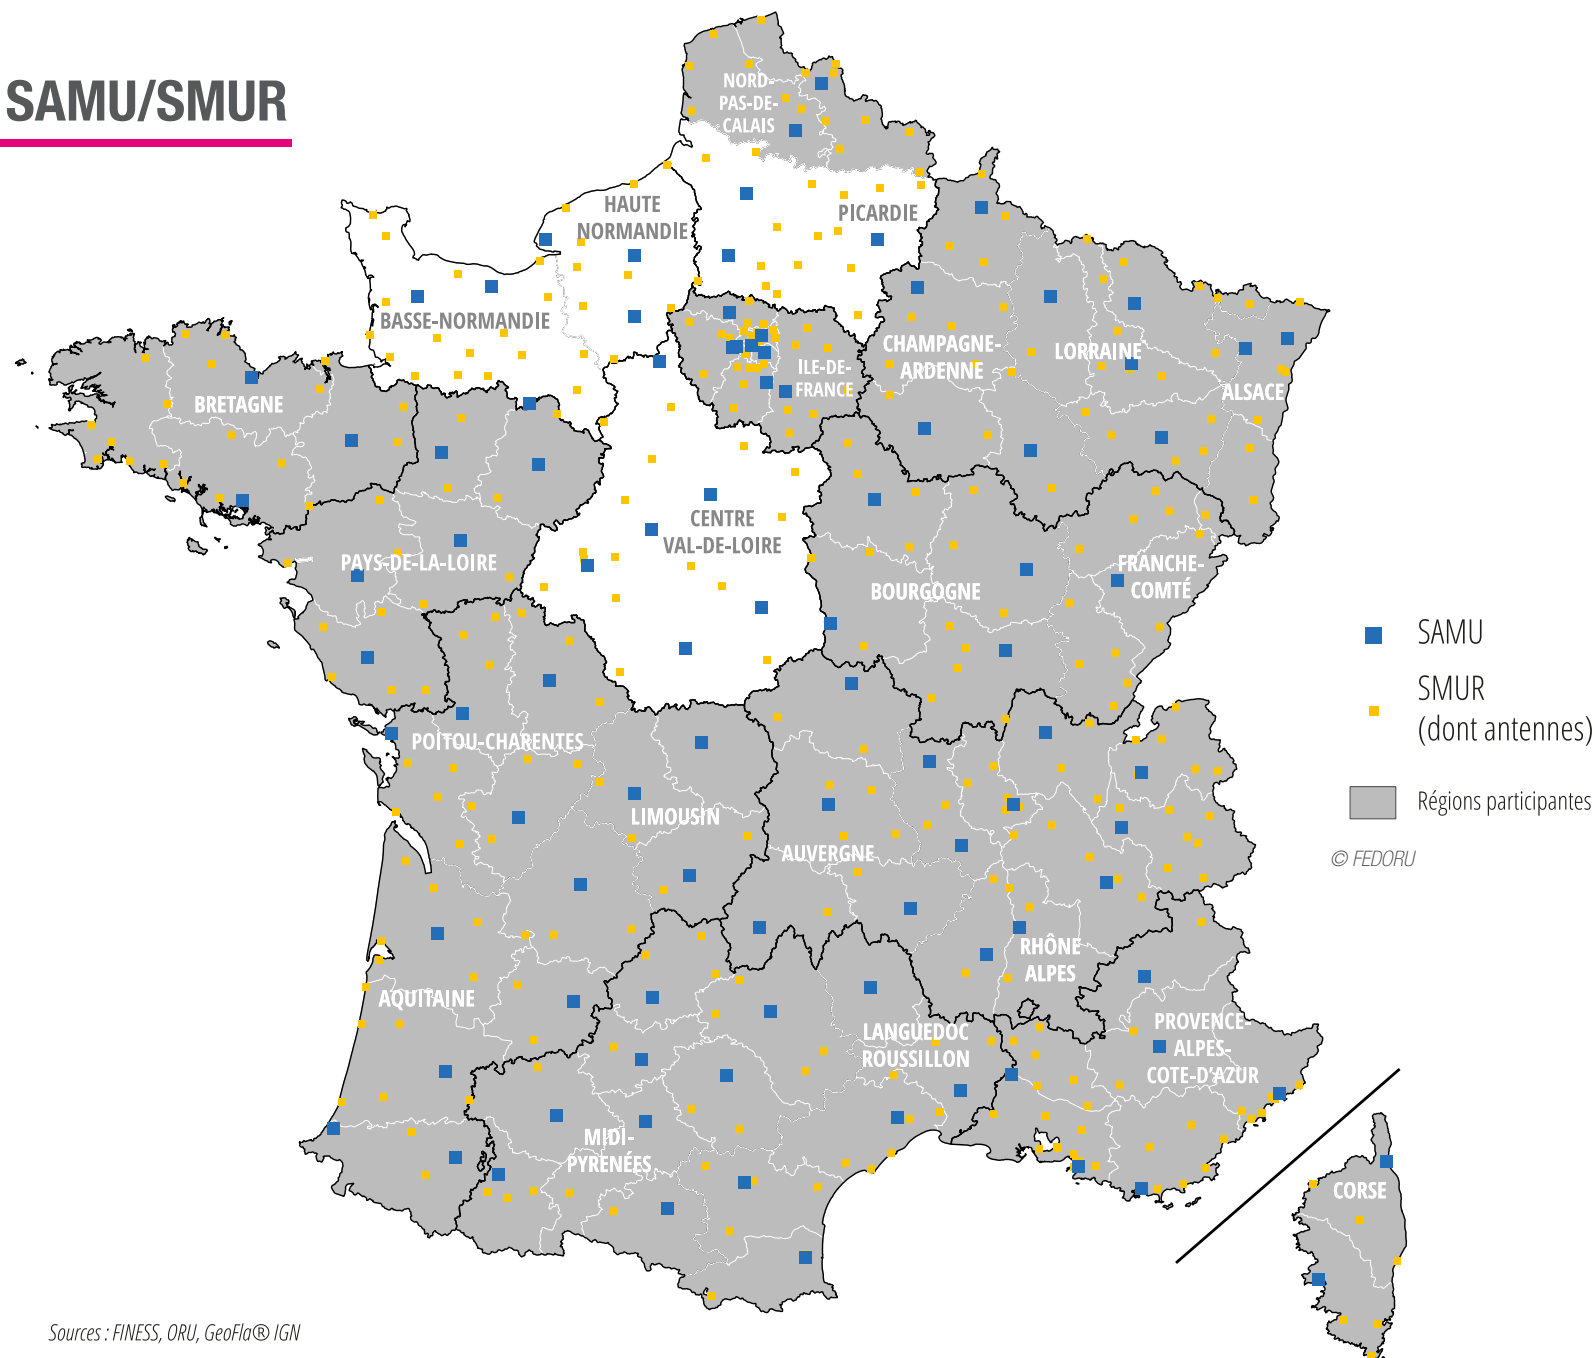 SAMU/SMUR
NORD-
PAS-DE-
CALAIS
HAUTE
NORMANDIE
PICARDIE
BASSE-NORMANDIE
CHAMPAGNE-
ARDENNE
LORRAINE
ILE-DE-
FRANCE
ALSACE
BRETAGNE
CENTRE
VAL-DE-LOIRE
PAYS-DE-LA-LOIRE
BOURGOGNE
FRANCHE-
COMTÉ
SAMU
SMUR
(dont antennes)
Régions participantes
© FEDORU
POITOU-CHARENTES
LIMOUSIN
AUVERGNE
RHÔNE
ALPES
AQUITAINE
LANGUEDOC
ROUSSILLON
PROVENCE-
ALPES-
COTE-D'AZUR
MIDI-
PYRENÉES
CORSE
Sources : FINESS, ORU, GeoFla® IGN